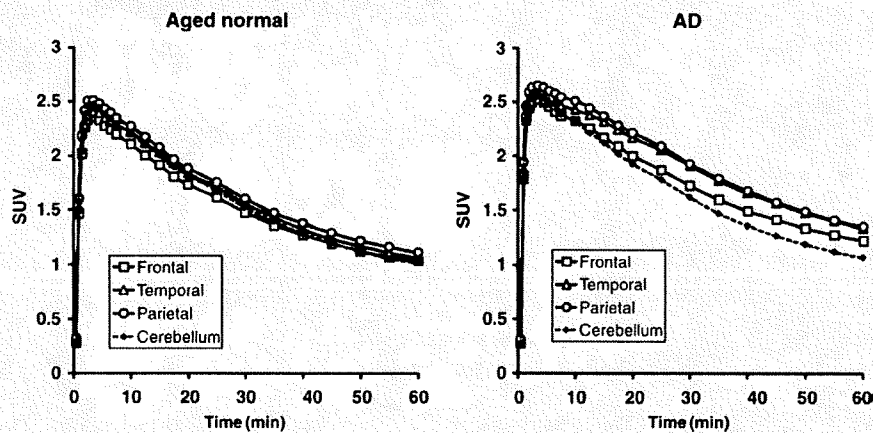 Aged normal
SUV
3
2.5
2
1.5
1
0.5
0
Frontal
Temporal
Parietal
Cerebellum
0 10 20 30 40 50 60
Time (min)
AD
SUV
3
2.5
2
1.5
1
0.5
0
Frontal
Temporal
Parietal
Cerebellum
0 10 20 30 40 50 60
Time (min)